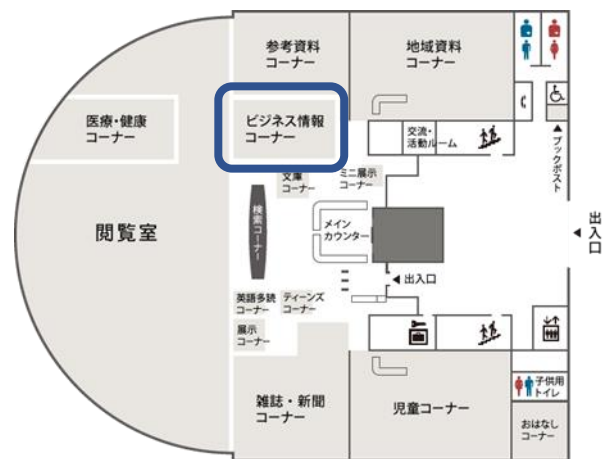 参考資料
コーナー
地域資料
コーナー
医療・健康
コーナー
ビジネス情報
コーナー
交流・
活動ルーム
▲ブックポスト
文庫
コーナー
ミニ展示
コーナー
検索コーナー
メイン
カウンター
閲覧室
◀出入口
◀出入口
英語多読
コーナー
ティーンズ
コーナー
展示
コーナー
雑誌・新聞
コーナー
児童コーナー
子供用
トイレ
おはなし
コーナー